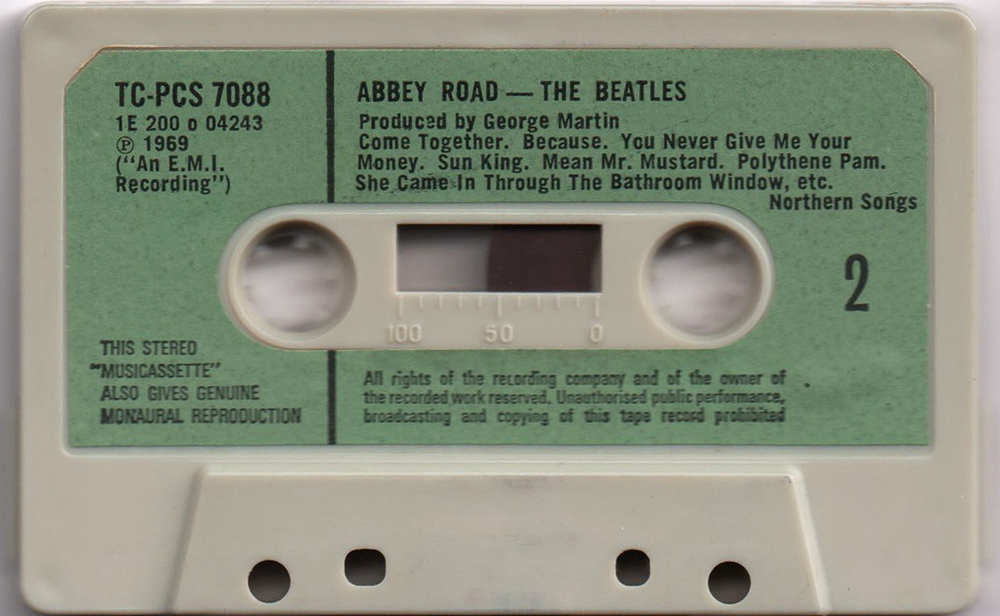 TC-PCS 7088
1E 200 o 04243
℗ 1969
("An E.M.I.
Recording")
ABBEY ROAD — THE BEATLES
Produced by George Martin
Come Together. Because. You Never Give Me Your
Money. Sun King. Mean Mr. Mustard. Polythene Pam.
She Came In Through The Bathroom Window, etc.
Northern Songs
2
100 50 0
THIS STEREO
"MUSICASSETTE"
ALSO GIVES GENUINE
MONAURAL REPRODUCTION
All rights of the recording company and of the owner of
the recorded work reserved. Unauthorised public performance,
broadcasting and copying of this tape record prohibited